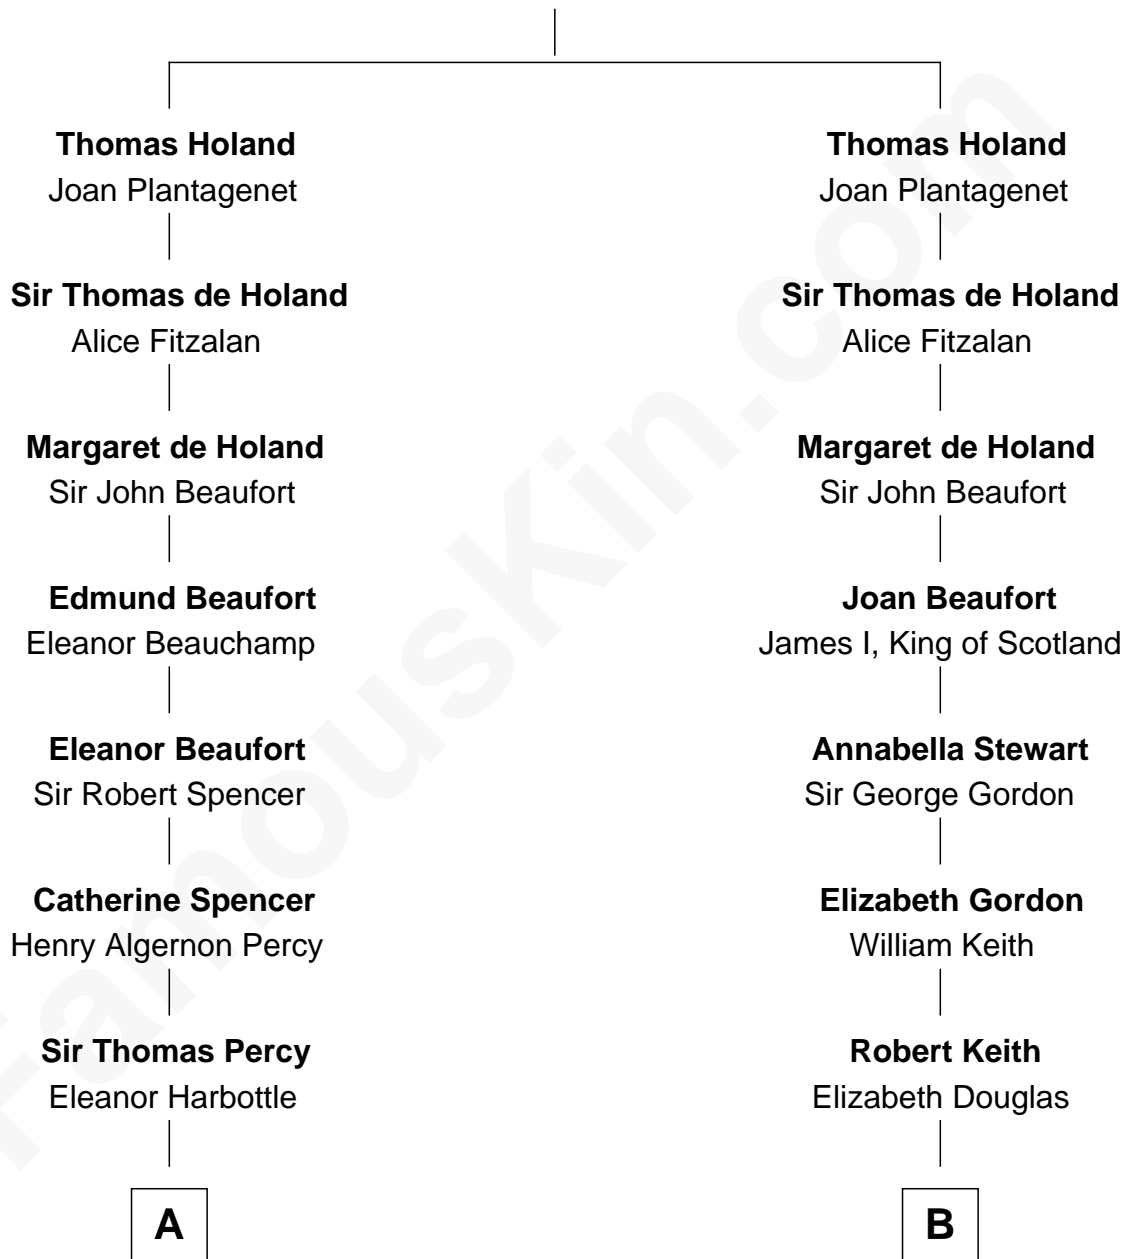 Thomas Holand
Joan Plantagenet
Sir Thomas de Holand
Alice Fitzalan
Margaret de Holand
Sir John Beaufort
Edmund Beaufort
Eleanor Beauchamp
Eleanor Beaufort
Sir Robert Spencer
Catherine Spencer
Henry Algernon Percy
Sir Thomas Percy
Eleanor Harbottle
A
Thomas Holand
Joan Plantagenet
Sir Thomas de Holand
Alice Fitzalan
Margaret de Holand
Sir John Beaufort
Joan Beaufort
James I, King of Scotland
Annabella Stewart
Sir George Gordon
Elizabeth Gordon
William Keith
Robert Keith
Elizabeth Douglas
B
FamousKin.com